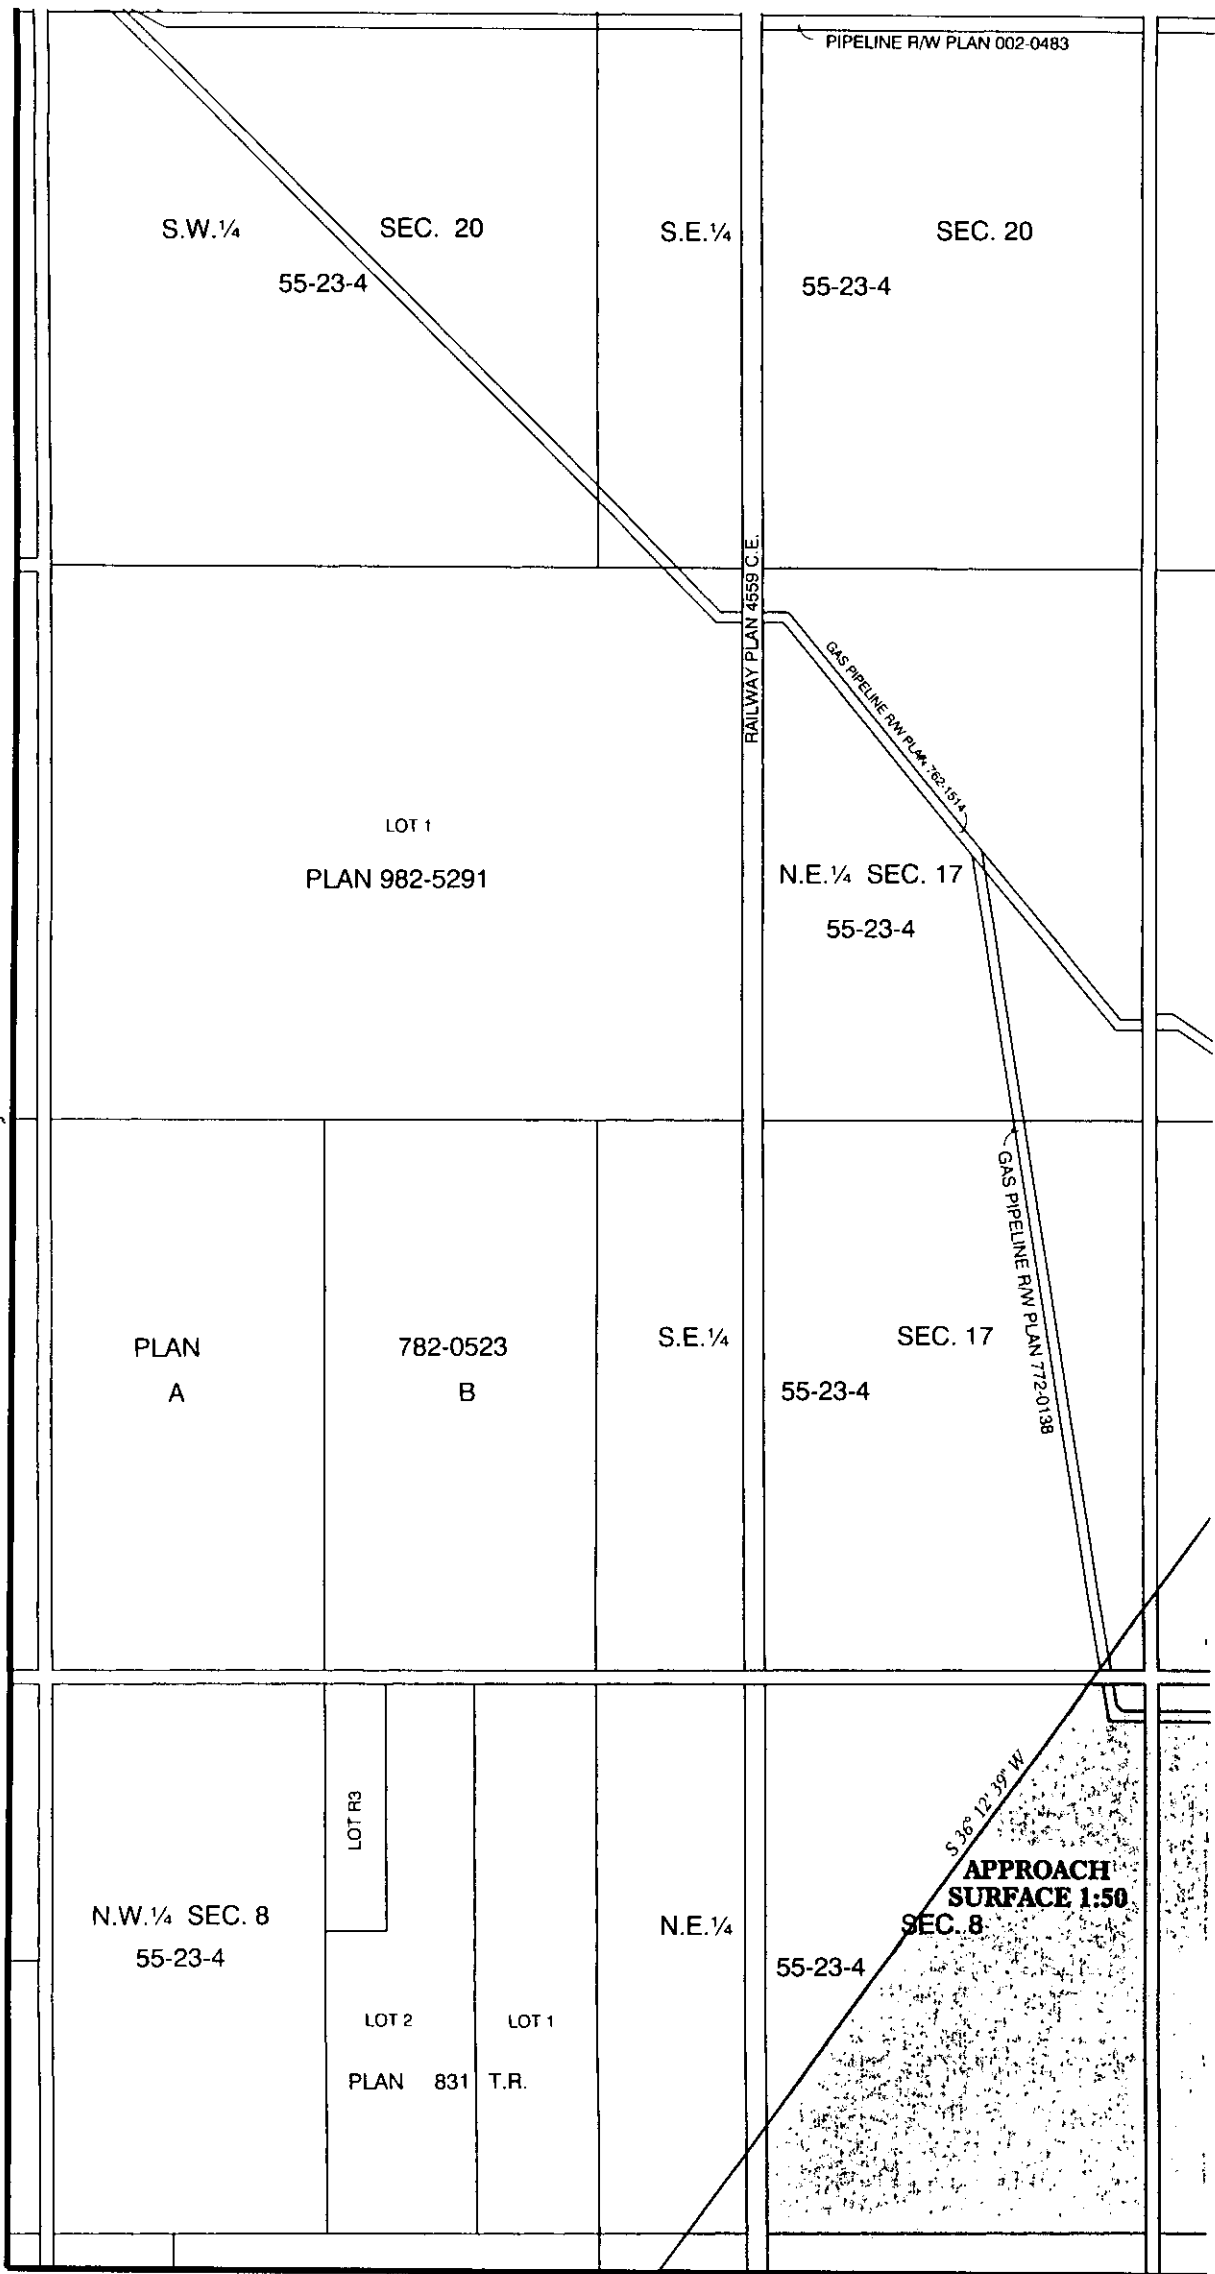 PIPELINE R/W PLAN 002-0483
S.W.¼ SEC. 20
55-23-4
S.E.¼ SEC. 20
55-23-4
RAILWAY PLAN 4559 C.E.
GAS PIPELINE R/W PLAN 762-1514
LOT 1
PLAN 982-5291
N.E.¼ SEC. 17
55-23-4
GAS PIPELINE R/W PLAN 772-0138
PLAN 782-0523
A B
S.E.¼ SEC. 17
55-23-4
S 36° 12' 39" W
LOT R3
APPROACH
SURFACE 1:50
N.W.¼ SEC. 8
55-23-4
N.E.¼ SEC. 8
55-23-4
LOT 2 LOT 1
PLAN 831 T.R.